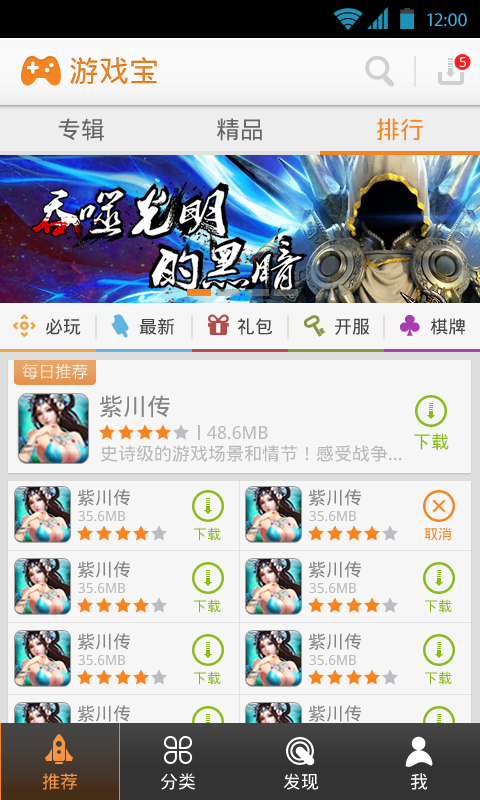 12:00
游戏宝
5
专辑 精品 排行
吞噬光明
的黑暗
必玩 最新 礼包 开服 棋牌
每日推荐
紫川传
48.6MB
下载
史诗级的游戏场景和情节！感受战争...
紫川传 紫川传
35.6MB 35.6MB
下载 取消
紫川传 紫川传
35.6MB 35.6MB
下载 下载
紫川传 紫川传
35.6MB 35.6MB
下载 下载
紫川传 紫川传
推荐 分类 发现 我